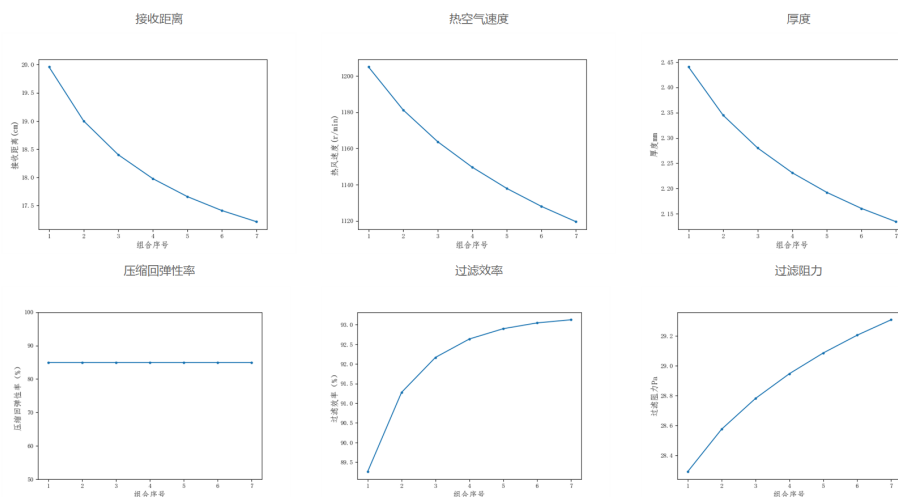 接收距离
热空气速度
厚度
接收距离(cm)
20.0
19.5
19.0
18.5
18.0
17.5
1 2 3 4 5 6 7
组合序号
热风速度(r/min)
1200
1180
1160
1140
1120
1 2 3 4 5 6 7
组合序号
厚度mm
2.45
2.40
2.35
2.30
2.25
2.20
2.15
1 2 3 4 5 6 7
组合序号
压缩回弹性率
过滤效率
过滤阻力
压缩回弹性率 (%)
100
90
80
70
60
50
1 2 3 4 5 6 7
组合序号
过滤效率 (%)
93.0
92.5
92.0
91.5
91.0
90.5
90.0
89.5
1 2 3 4 5 6 7
组合序号
过滤阻力Pa
29.2
29.0
28.8
28.6
28.4
1 2 3 4 5 6 7
组合序号